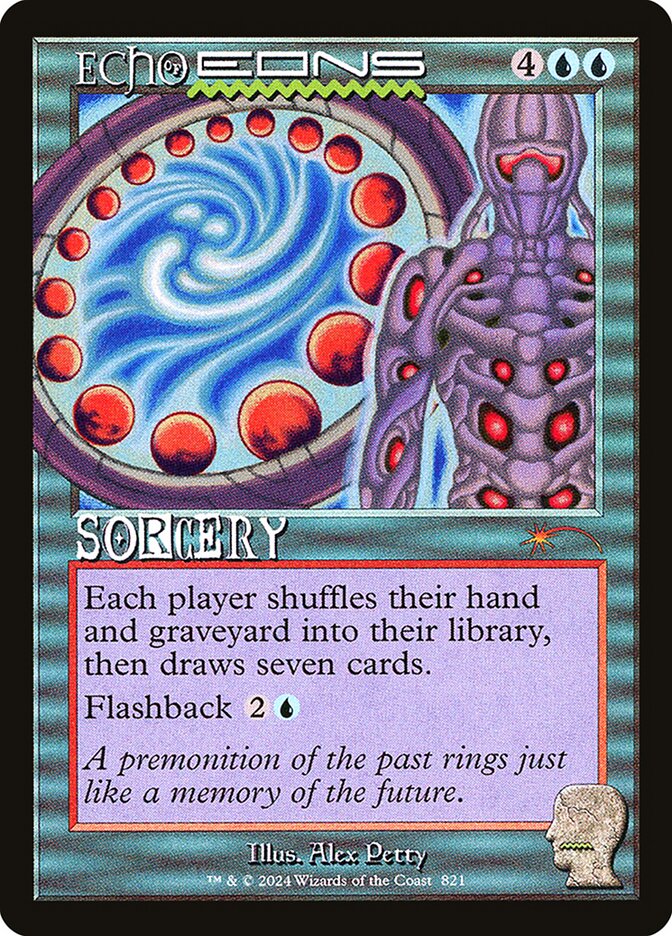 Echo OF EONS 4
SORCERY
Each player shuffles their hand
and graveyard into their library,
then draws seven cards.
Flashback 2
A premonition of the past rings just
like a memory of the future.
Illus. Alex Petty
™ & © 2024 Wizards of the Coast 821